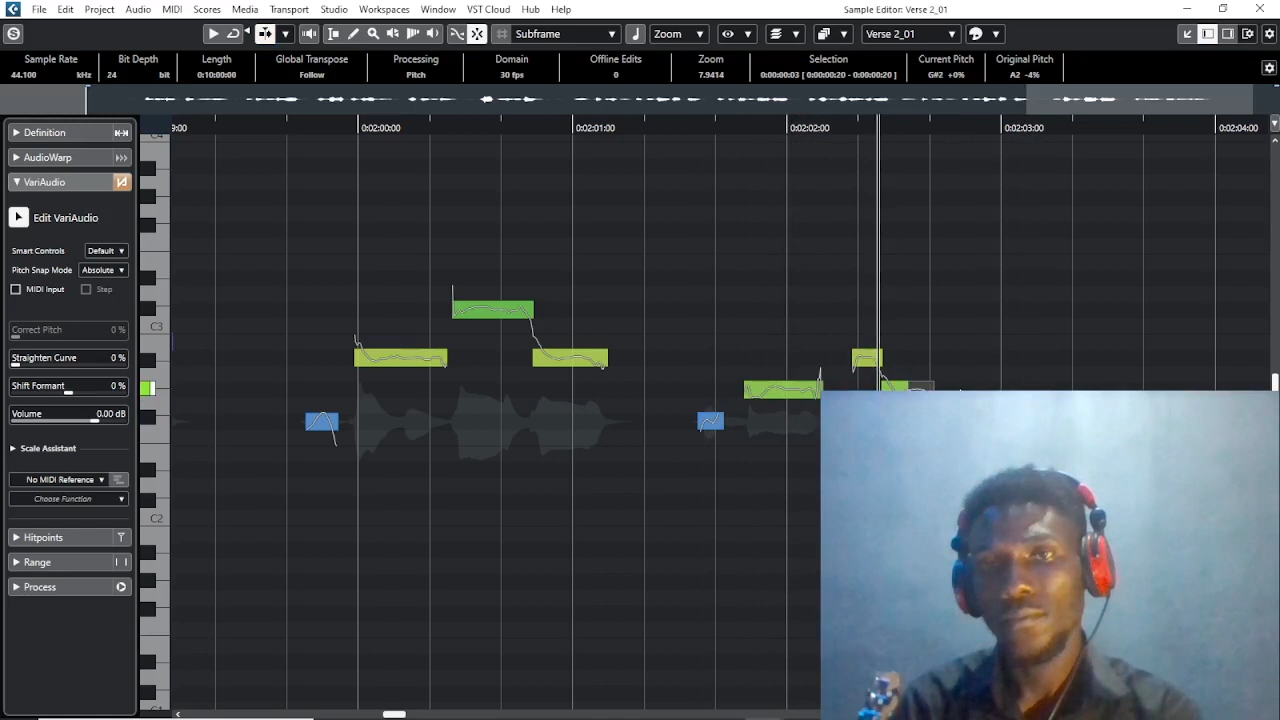 File Edit Project Audio MIDI Scores Media Transport Studio Workspaces Window VST Cloud Hub Help Sample Editor: Verse 2_01
Subframe Zoom Verse 2_01
Sample Rate Bit Depth Length Global Transpose Processing Domain Offline Edits Zoom Selection Current Pitch Original Pitch
44.100 kHz 24 bit 0:10:00:00 Follow Pitch 30 fps 0 7.9414 0:00:00:03 [ 0:00:00:20 - 0:00:00:20 ] G#2 +0% A2 -4%
9:00 0:02:00:00 0:02:01:00 0:02:02:00 0:02:03:00 0:02:04:00
C4
Definition
AudioWarp
VariAudio
Edit VariAudio
Smart Controls Default
Pitch Snap Mode Absolute
MIDI Input Step
C3
Correct Pitch 0 %
Straighten Curve 0 %
Shift Formant 0 %
Volume 0.00 dB
Scale Assistant
No MIDI Reference
Choose Function
C2
Hitpoints
Range
Process
C1